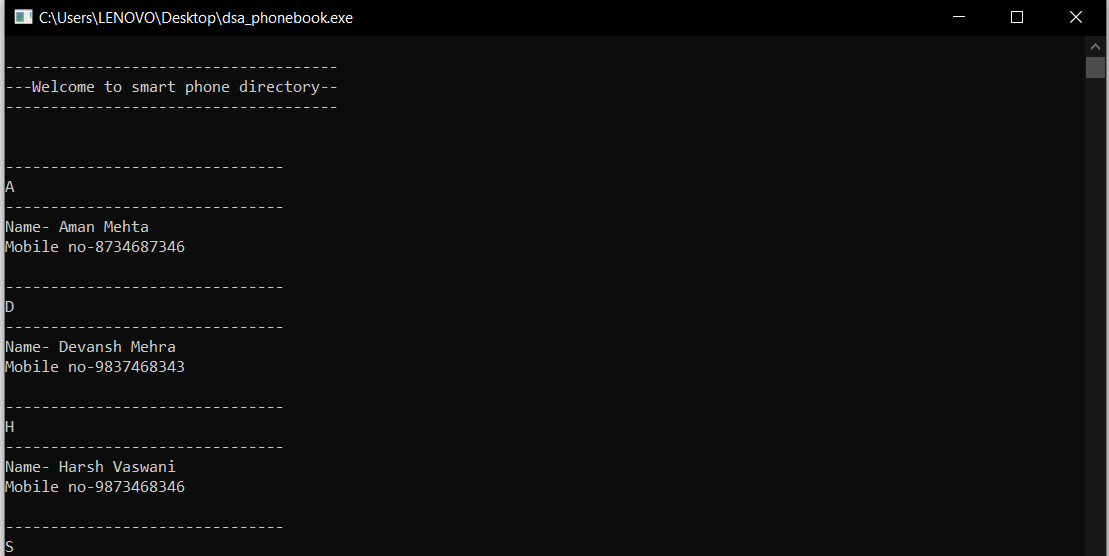 C:\Users\LENOVO\Desktop\dsa_phonebook.exe
-------------------------------------
---Welcome to smart phone directory--
-------------------------------------
-------------------------------
A
-------------------------------
Name- Aman Mehta
Mobile no-8734687346
-------------------------------
D
-------------------------------
Name- Devansh Mehra
Mobile no-9837468343
-------------------------------
H
-------------------------------
Name- Harsh Vaswani
Mobile no-9873468346
-------------------------------
S